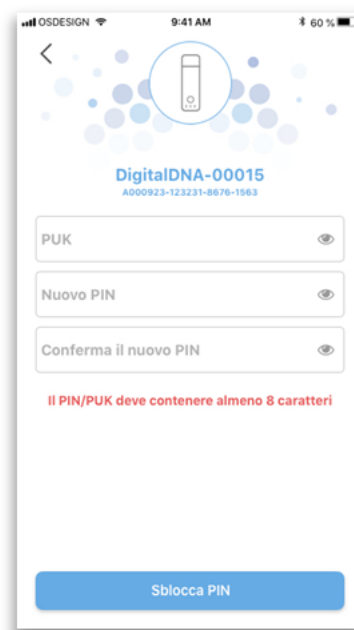 OSDESIGN 9:41 AM 60 %
DigitalDNA-00015
A000923-123231-8676-1563
PUK
Nuovo PIN
Conferma il nuovo PIN
Il PIN/PUK deve contenere almeno 8 caratteri
Sblocca PIN